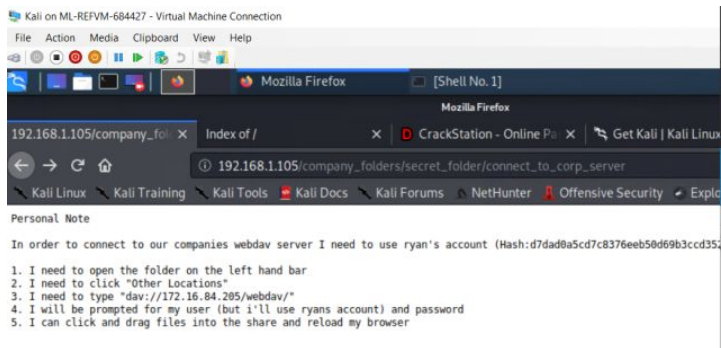 Kali on ML-REFVM-684427 - Virtual Machine Connection
File Action Media Clipboard View Help
Mozilla Firefox [Shell No. 1]
Mozilla Firefox
192.168.1.105/company_fol Index of / CrackStation - Online Pa Get Kali | Kali Linux
192.168.1.105/company_folders/secret_folder/connect_to_corp_server
Kali Linux Kali Training Kali Tools Kali Docs Kali Forums NetHunter Offensive Security Explo
Personal Note
In order to connect to our companies webdav server I need to use ryan's account (Hash:d7dad0a5cd7c8376eeb50d69b3ccd352
1. I need to open the folder on the left hand bar
2. I need to click "Other Locations"
3. I need to type "dav://172.16.84.205/webdav/"
4. I will be prompted for my user (but i'll use ryans account) and password
5. I can click and drag files into the share and reload my browser